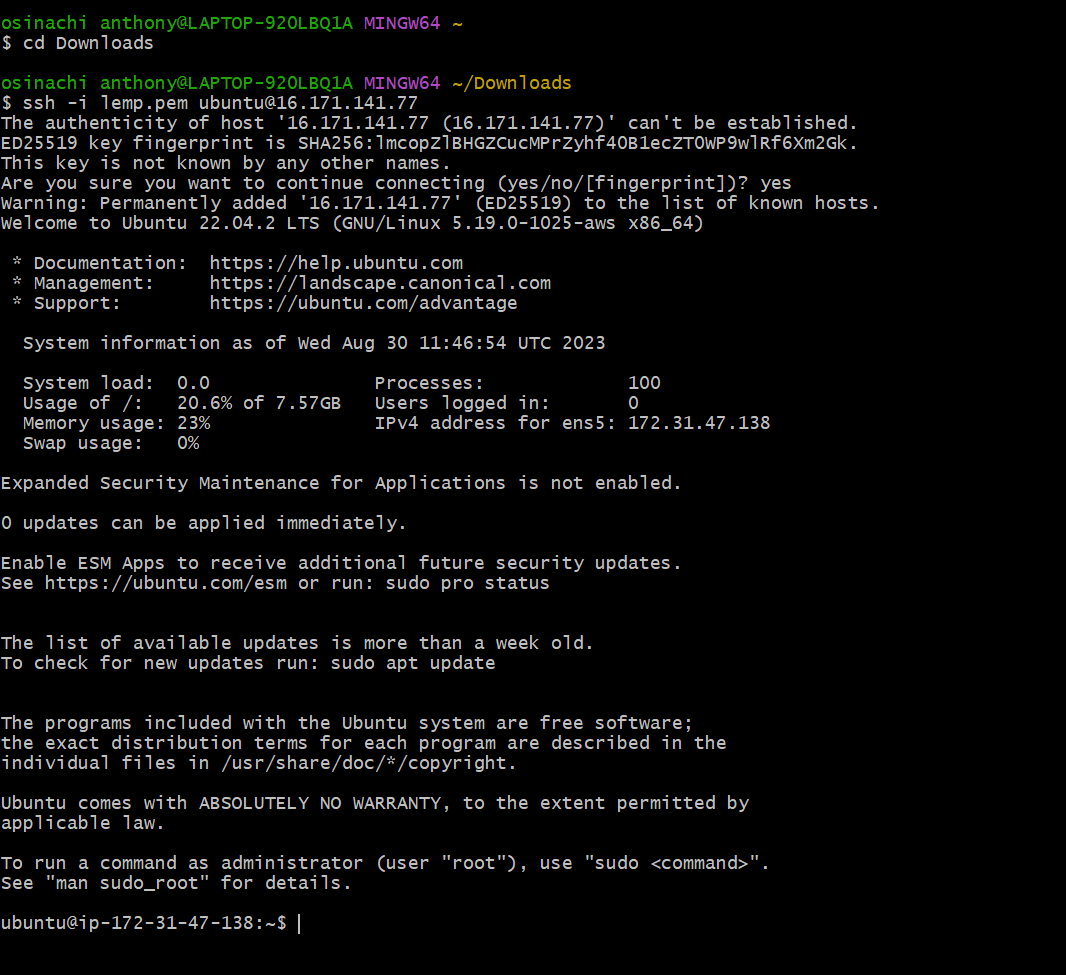 osinachi anthony@LAPTOP-92OLBQ1A MINGW64 ~
$ cd Downloads
osinachi anthony@LAPTOP-92OLBQ1A MINGW64 ~/Downloads
$ ssh -i lemp.pem ubuntu@16.171.141.77
The authenticity of host '16.171.141.77 (16.171.141.77)' can't be established.
ED25519 key fingerprint is SHA256:lmcopZlBHGZCucMPrZyhf4OB1ecZT0WP9wlRf6Xm2Gk.
This key is not known by any other names.
Are you sure you want to continue connecting (yes/no/[fingerprint])? yes
Warning: Permanently added '16.171.141.77' (ED25519) to the list of known hosts.
Welcome to Ubuntu 22.04.2 LTS (GNU/Linux 5.19.0-1025-aws x86_64)
* Documentation:  https://help.ubuntu.com
* Management:     https://landscape.canonical.com
* Support:        https://ubuntu.com/advantage
System information as of Wed Aug 30 11:46:54 UTC 2023
System load:  0.0               Processes:             100
Usage of /:   20.6% of 7.57GB   Users logged in:       0
Memory usage: 23%               IPv4 address for ens5: 172.31.47.138
Swap usage:   0%
Expanded Security Maintenance for Applications is not enabled.
0 updates can be applied immediately.
Enable ESM Apps to receive additional future security updates.
See https://ubuntu.com/esm or run: sudo pro status
The list of available updates is more than a week old.
To check for new updates run: sudo apt update
The programs included with the Ubuntu system are free software;
the exact distribution terms for each program are described in the
individual files in /usr/share/doc/*/copyright.
Ubuntu comes with ABSOLUTELY NO WARRANTY, to the extent permitted by
applicable law.
To run a command as administrator (user "root"), use "sudo <command>".
See "man sudo_root" for details.
ubuntu@ip-172-31-47-138:~$